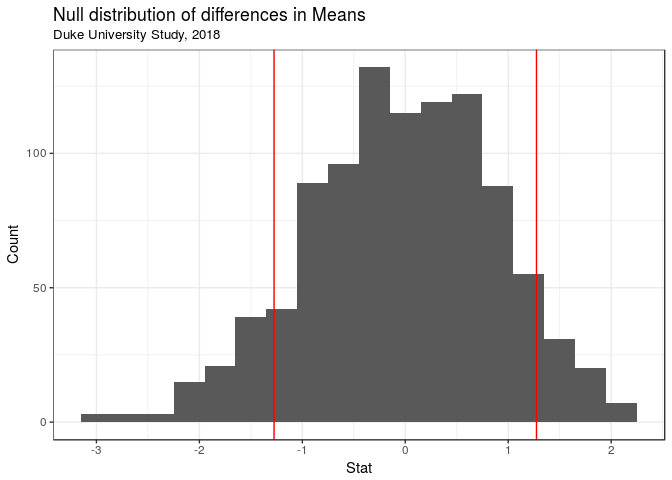 Null distribution of differences in Means
Duke University Study, 2018
Count
100
50
0
-3
-2
-1
0
1
2
Stat